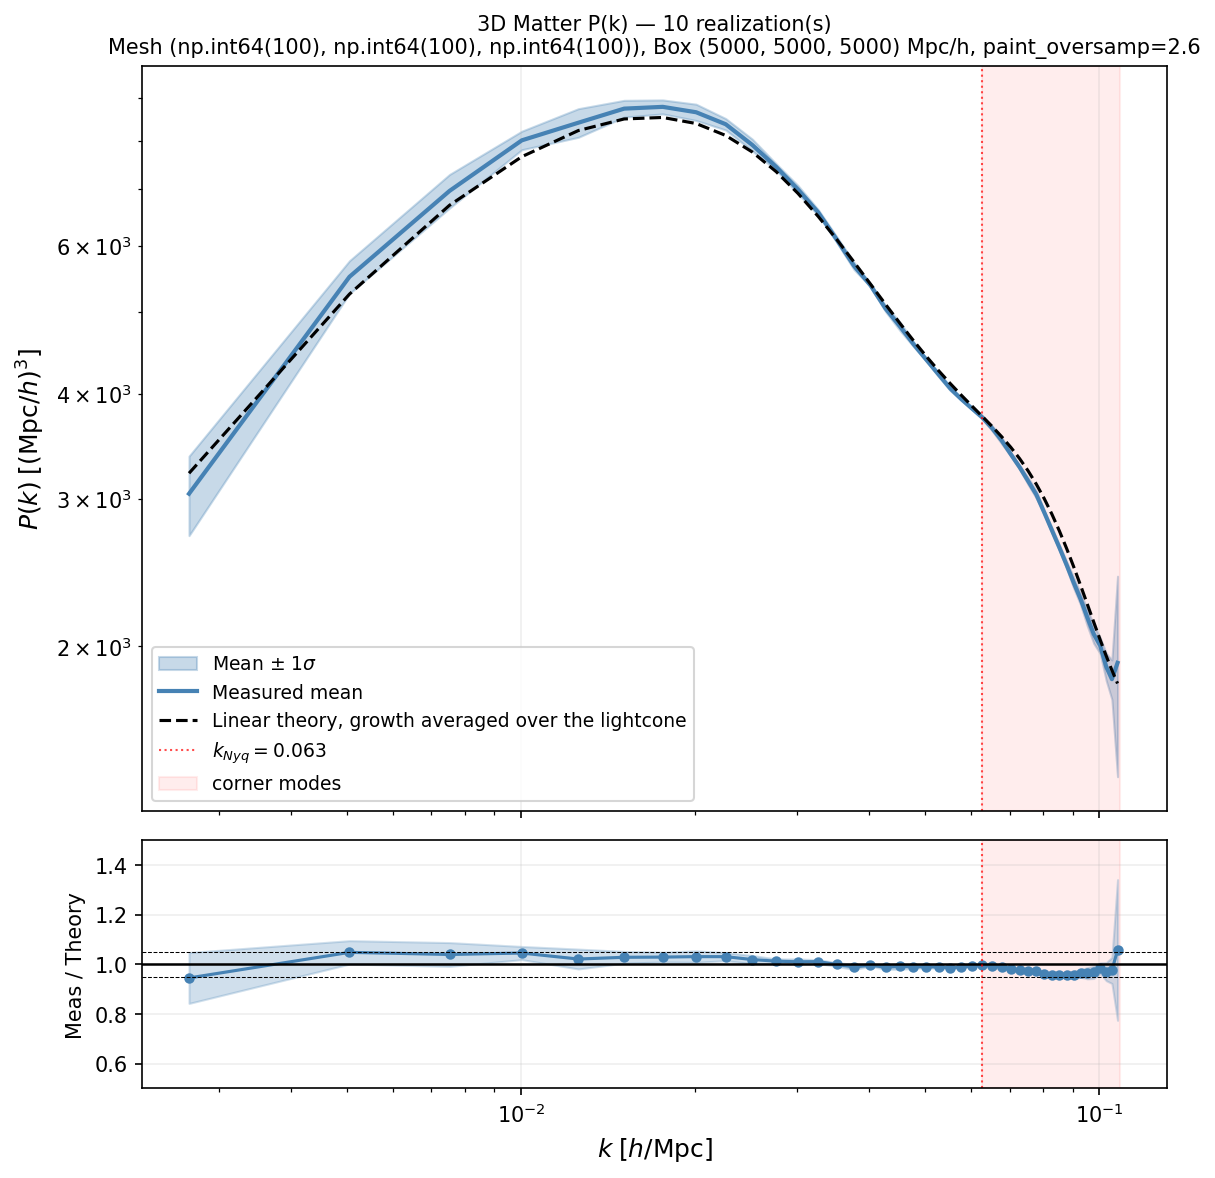 3D Matter P(k) — 10 realization(s)
Mesh (np.int64(100), np.int64(100), np.int64(100)), Box (5000, 5000, 5000) Mpc/h, paint_oversamp=2.6
P(k) [(Mpc/h)³]
6 × 10³
4 × 10³
3 × 10³
2 × 10³
Mean ± 1σ
Measured mean
Linear theory, growth averaged over the lightcone
k_Nyq = 0.063
corner modes
Meas / Theory
1.4
1.2
1.0
0.8
0.6
10⁻²
10⁻¹
k [h/Mpc]